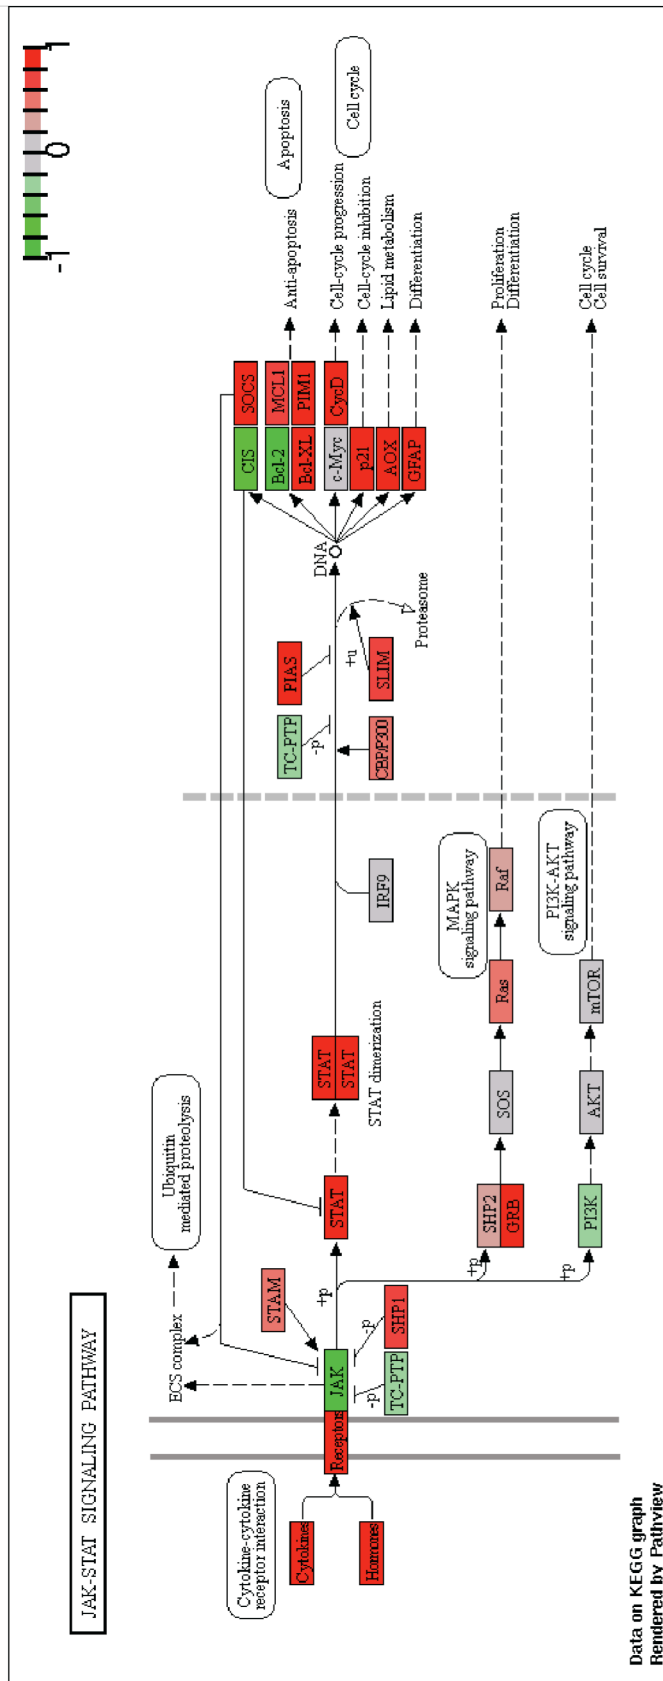 JAK-STAT SIGNALING PATHWAY
-1
0
1
Cytokine-cytokine
receptor interaction
Cytokines
Hormones
Receptors
JAK
ECS complex
Ubiquitin
mediated proteolysis
STAM
TC-PTP
SHP1
-p
-p
+p
STAT
STAT
STAT
STAT dimerization
IRF9
TC-PTP
-p
PIAS
CBP/P300
SLIM
+u
Proteasome
DNA
CIS
SOCS
Bcl-2
MCL1
Bcl-XL
PIM1
c-Myc
CycD
p21
AOX
GFAP
Anti-apoptosis
Apoptosis
Cell-cycle progression
Cell-cycle inhibition
Cell cycle
Lipid metabolism
Differentiation
+p
SHP2
GRB
SOS
Ras
Raf
MAPK
signaling pathway
Proliferation
Differentiation
+p
PI3K
AKT
mTOR
PI3K-AKT
signaling pathway
Cell cycle
Cell survival
Data on KEGG graph
Rendered by Pathview